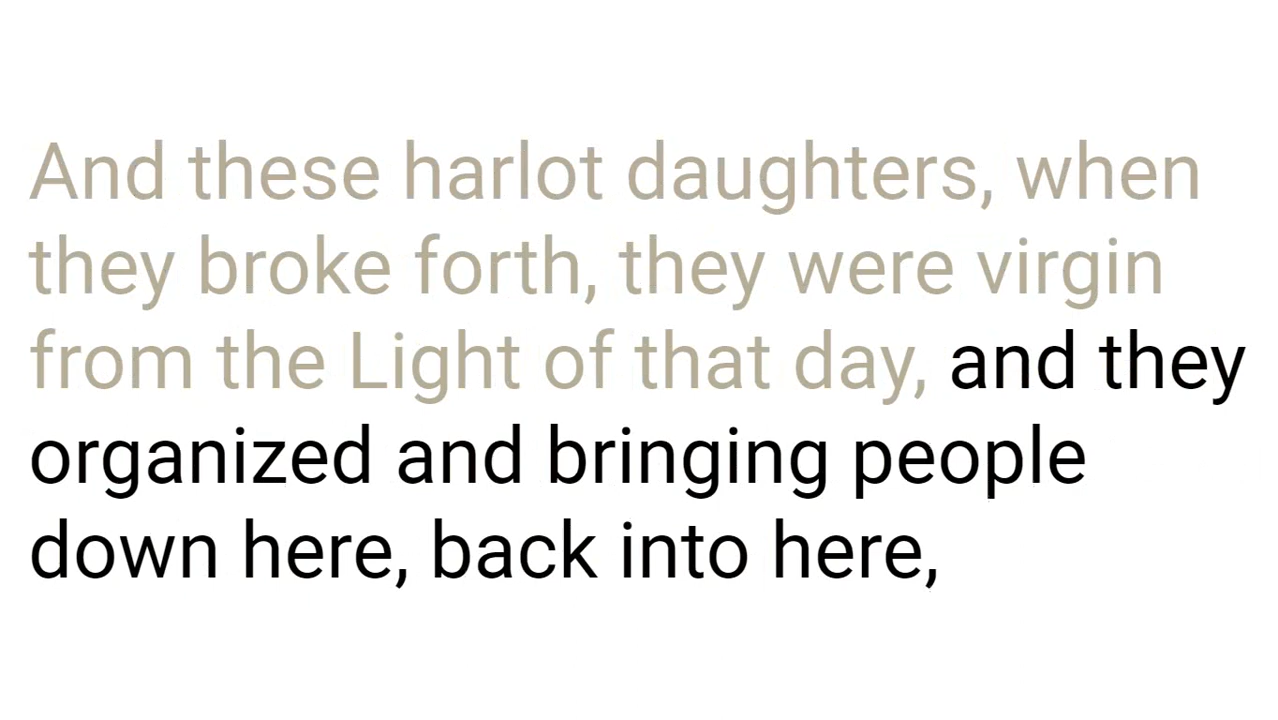 And these harlot daughters, when
they broke forth, they were virgin
from the Light of that day, and they
organized and bringing people
down here, back into here,